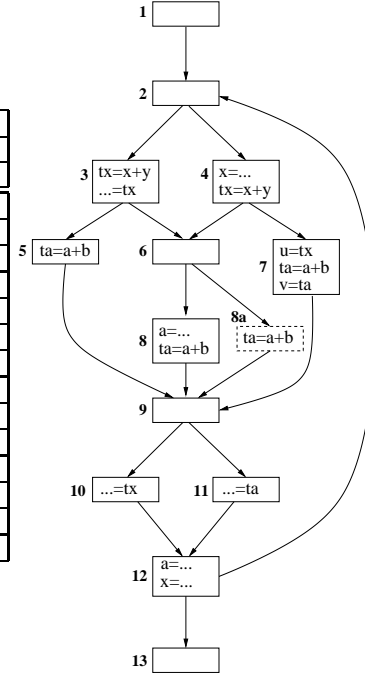 1
2
3 tx=x+y
...=tx
4 x=...
tx=x+y
5 ta=a+b
6
7 u=tx
ta=a+b
v=ta
8 a=...
ta=a+b
8a
ta=a+b
9
10 ...=tx
11 ...=ta
12 a=...
x=...
13